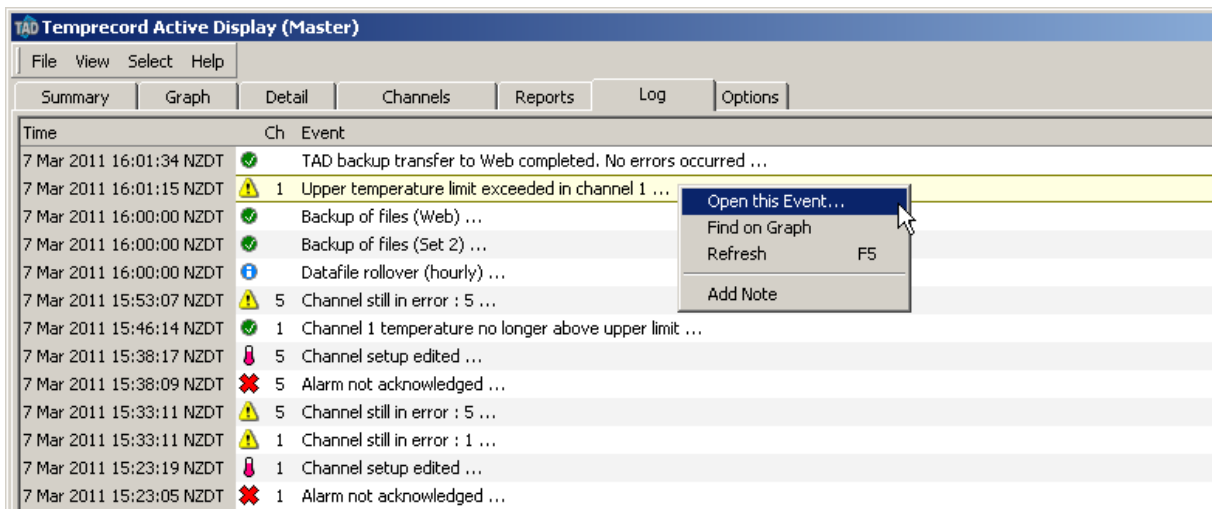 TAD Temprecord Active Display (Master)
File View Select Help
Summary Graph Detail Channels Reports Log Options
Time Ch Event
7 Mar 2011 16:01:34 NZDT TAD backup transfer to Web completed. No errors occurred ...
7 Mar 2011 16:01:15 NZDT 1 Upper temperature limit exceeded in channel 1 ...
7 Mar 2011 16:00:00 NZDT Backup of files (Web) ...
7 Mar 2011 16:00:00 NZDT Backup of files (Set 2) ...
7 Mar 2011 16:00:00 NZDT Datafile rollover (hourly) ...
7 Mar 2011 15:53:07 NZDT 5 Channel still in error : 5 ...
7 Mar 2011 15:46:14 NZDT 1 Channel 1 temperature no longer above upper limit ...
7 Mar 2011 15:38:17 NZDT 5 Channel setup edited ...
7 Mar 2011 15:38:09 NZDT 5 Alarm not acknowledged ...
7 Mar 2011 15:33:11 NZDT 5 Channel still in error : 5 ...
7 Mar 2011 15:33:11 NZDT 1 Channel still in error : 1 ...
7 Mar 2011 15:23:19 NZDT 1 Channel setup edited ...
7 Mar 2011 15:23:05 NZDT 1 Alarm not acknowledged ...
Open this Event...
Find on Graph
Refresh F5
Add Note